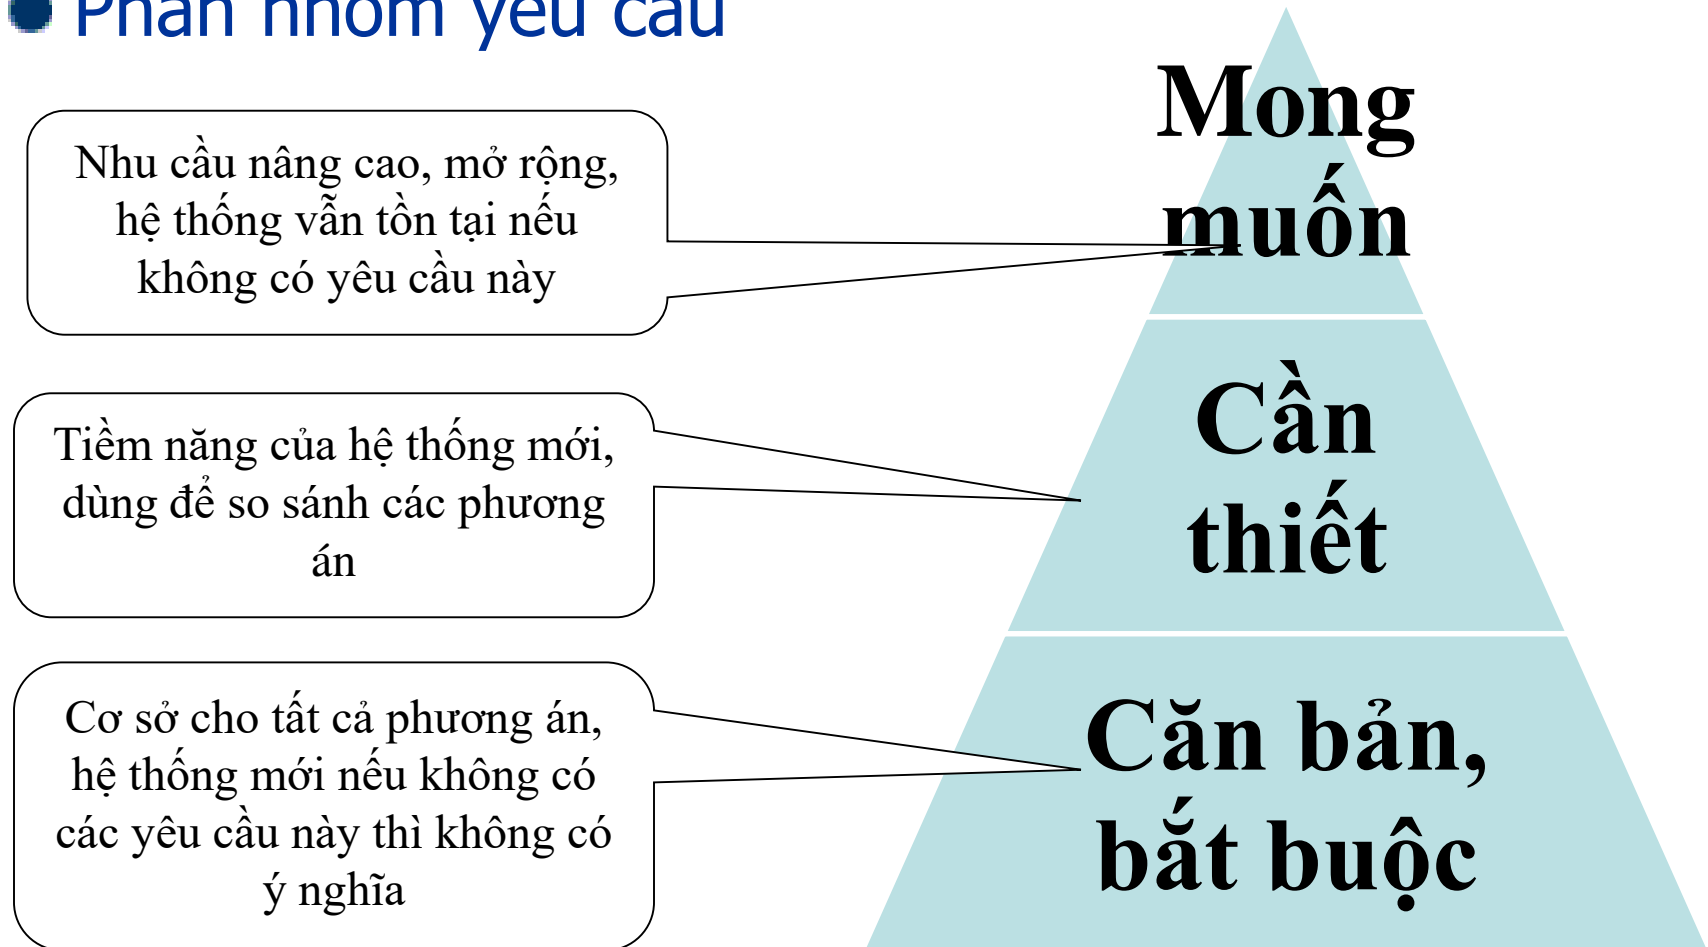 Phân nhóm yêu cầu
Nhu cầu nâng cao, mở rộng,
hệ thống vẫn tồn tại nếu
không có yêu cầu này
Mong
muốn
Tiềm năng của hệ thống mới,
dùng để so sánh các phương
án
Cần
thiết
Cơ sở cho tất cả phương án,
hệ thống mới nếu không có
các yêu cầu này thì không có
ý nghĩa
Căn bản,
bắt buộc